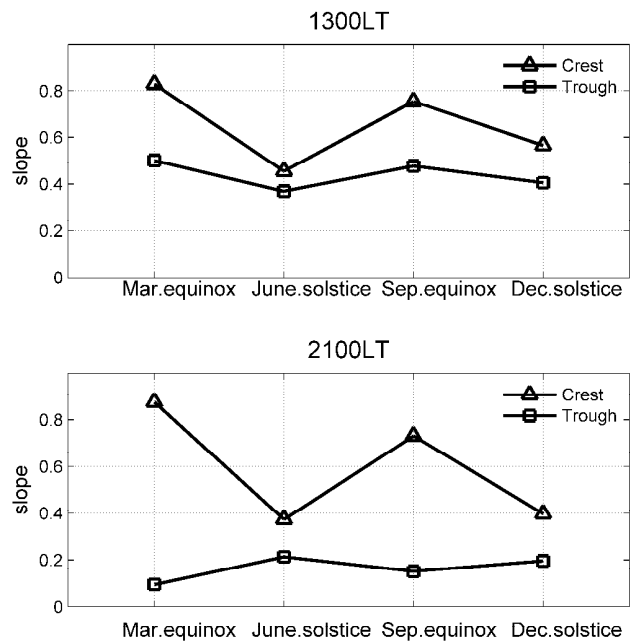 1300LT
Crest
Trough
0.8
0.6
0.4
0.2
0
slope
Mar.equinox June.solstice Sep.equinox Dec.solstice
2100LT
Crest
Trough
0.8
0.6
0.4
0.2
0
slope
Mar.equinox June.solstice Sep.equinox Dec.solstice